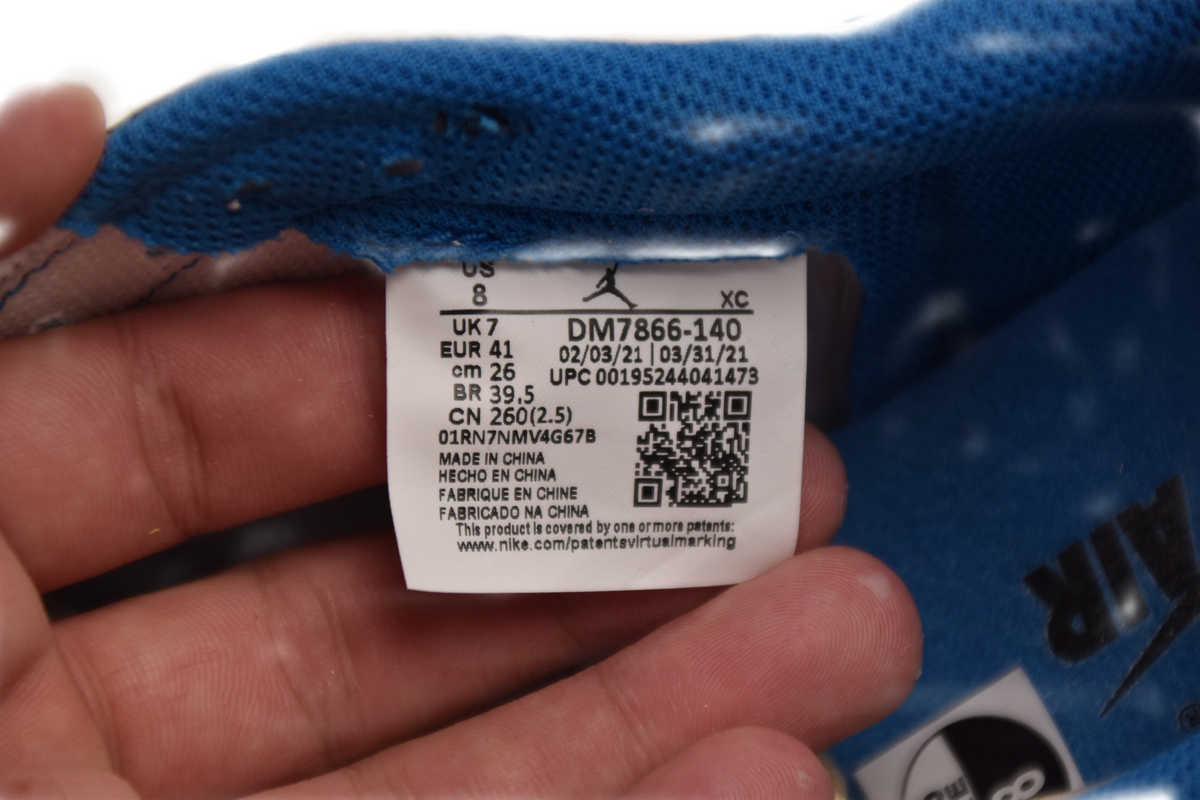 US
8
XC
UK 7
EUR 41
cm 26
BR 39.5
CN 260(2.5)
DM7866-140
02/03/21 | 03/31/21
UPC 00195244041473
01RN7NMV4G67B
MADE IN CHINA
HECHO EN CHINA
FABRIQUE EN CHINE
FABRICADO NA CHINA
This product is covered by one or more patents:
www.nike.com/patentsvirtualmarking
AIR
®